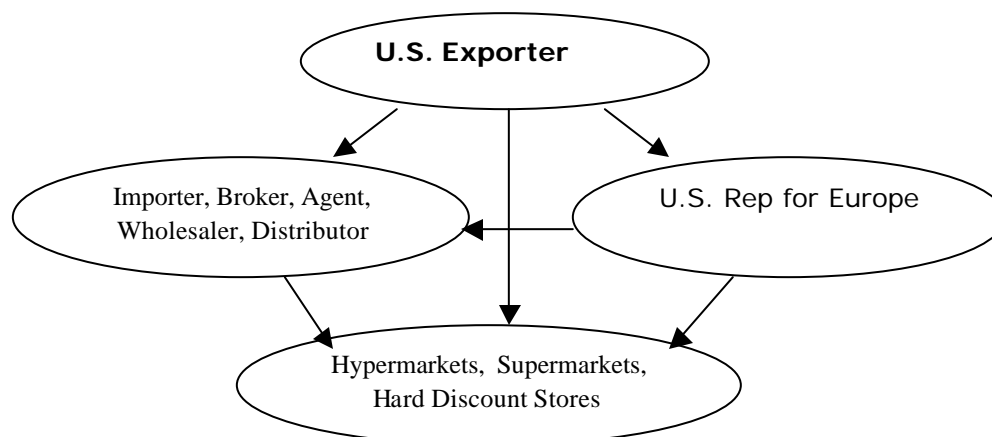 U.S. Exporter
Importer, Broker, Agent,
Wholesaler, Distributor
U.S. Rep for Europe
Hypermarkets, Supermarkets,
Hard Discount Stores